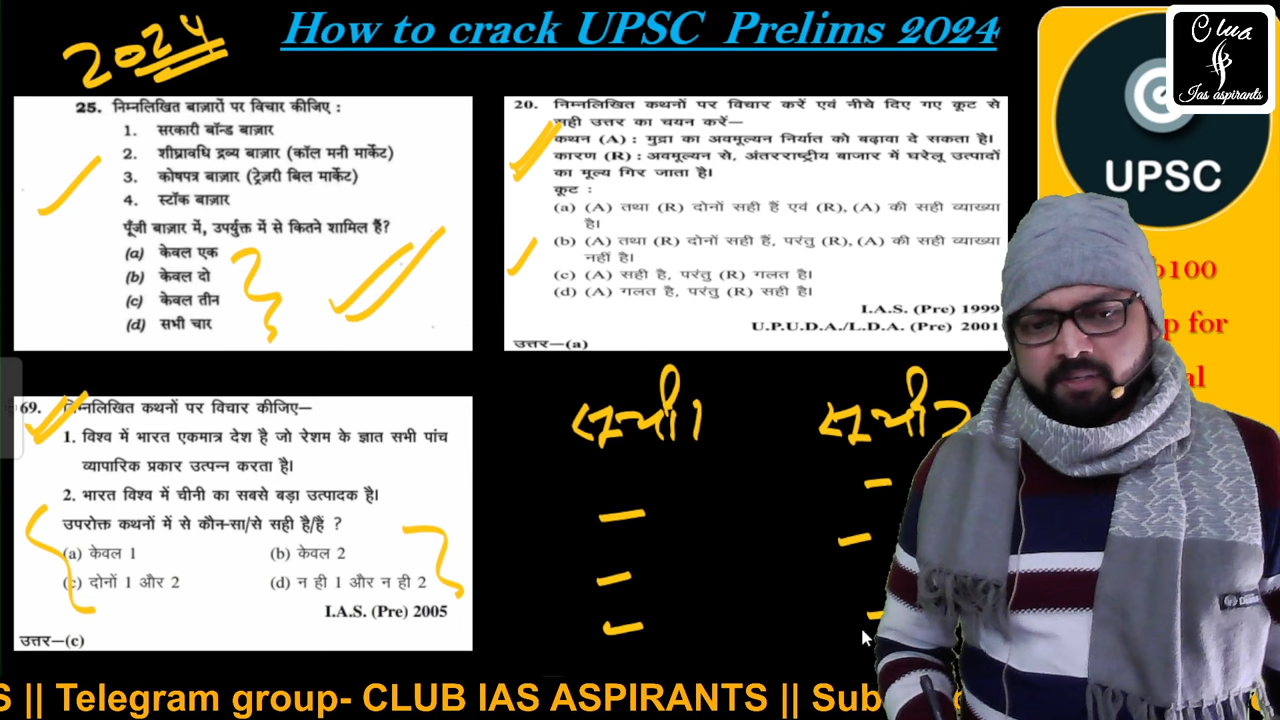 How to crack UPSC Prelims 2024
2024
Clua
Ias aspirants
UPSC
25. निम्नलिखित बाज़ारों पर विचार कीजिए :
1. सरकारी बॉन्ड बाज़ार
2. शीघ्रावधि द्रव्य बाज़ार (कॉल मनी मार्केट)
3. कोषपत्र बाज़ार (ट्रेज़री बिल मार्केट)
4. स्टॉक बाज़ार
पूँजी बाज़ार में, उपर्युक्त में से कितने शामिल हैं?
(a) केवल एक
(b) केवल दो
(c) केवल तीन
(d) सभी चार
20. निम्नलिखित कथनों पर विचार करें एवं नीचे दिए गए कूट से
सही उत्तर का चयन करें—
कथन (A) : मुद्रा का अवमूल्यन निर्यात को बढ़ावा दे सकता है।
कारण (R) : अवमूल्यन से, अंतरराष्ट्रीय बाजार में घरेलू उत्पादों
का मूल्य गिर जाता है।
कूट :
(a) (A) तथा (R) दोनों सही हैं एवं (R), (A) की सही व्याख्या
है।
(b) (A) तथा (R) दोनों सही हैं, परंतु (R), (A) की सही व्याख्या
नहीं है।
(c) (A) सही है, परंतु (R) गलत है।
(d) (A) गलत है, परंतु (R) सही है।
I.A.S. (Pre) 1999
U.P.U.D.A./L.D.A. (Pre) 2001
उत्तर—(a)
100
for
69. निम्नलिखित कथनों पर विचार कीजिए—
1. विश्व में भारत एकमात्र देश है जो रेशम के ज्ञात सभी पांच
व्यापारिक प्रकार उत्पन्न करता है।
2. भारत विश्व में चीनी का सबसे बड़ा उत्पादक है।
उपरोक्त कथनों में से कौन-सा/से सही है/हैं ?
(a) केवल 1 (b) केवल 2
(c) दोनों 1 और 2 (d) न ही 1 और न ही 2
I.A.S. (Pre) 2005
उत्तर—(c)
सूची 1 सूची 2
S || Telegram group- CLUB IAS ASPIRANTS || Sub